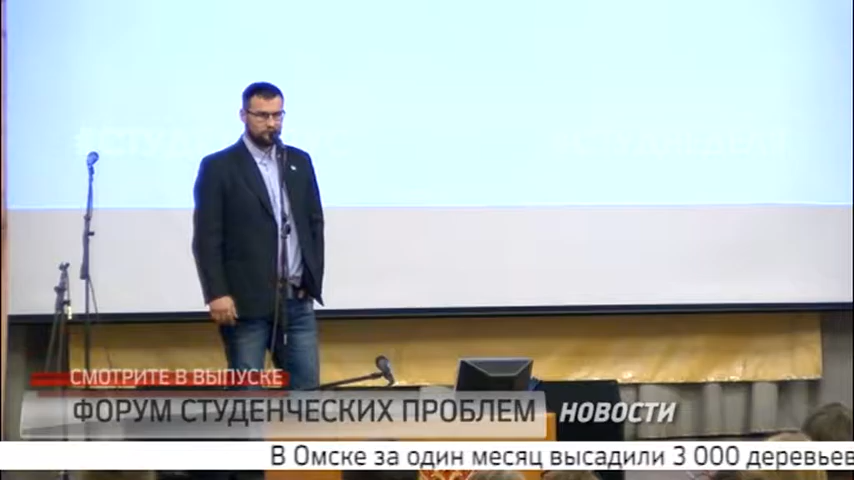 СМОТРИТЕ В ВЫПУСКЕ
ФОРУМ СТУДЕНЧЕСКИХ ПРОБЛЕМ
НОВОСТИ
В Омске за один месяц высадили 3 000 деревьев